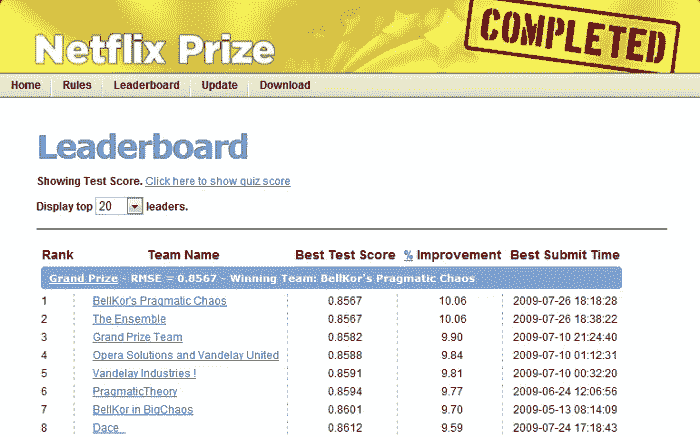 Netflix Prize
COMPLETED
Home Rules Leaderboard Update Download
Leaderboard
Showing Test Score. Click here to show quiz score
Display top 20 leaders.
Rank Team Name Best Test Score % Improvement Best Submit Time
Grand Prize - RMSE = 0.8567 - Winning Team: BellKor's Pragmatic Chaos
1 BellKor's Pragmatic Chaos 0.8567 10.06 2009-07-26 18:18:28
2 The Ensemble 0.8567 10.06 2009-07-26 18:38:22
3 Grand Prize Team 0.8582 9.90 2009-07-10 21:24:40
4 Opera Solutions and Vandelay United 0.8588 9.84 2009-07-10 01:12:31
5 Vandelay Industries ! 0.8591 9.81 2009-07-10 00:32:20
6 PragmaticTheory 0.8594 9.77 2009-06-24 12:06:56
7 BellKor in BigChaos 0.8601 9.70 2009-05-13 08:14:09
8 Dace_ 0.8612 9.59 2009-07-24 17:18:43